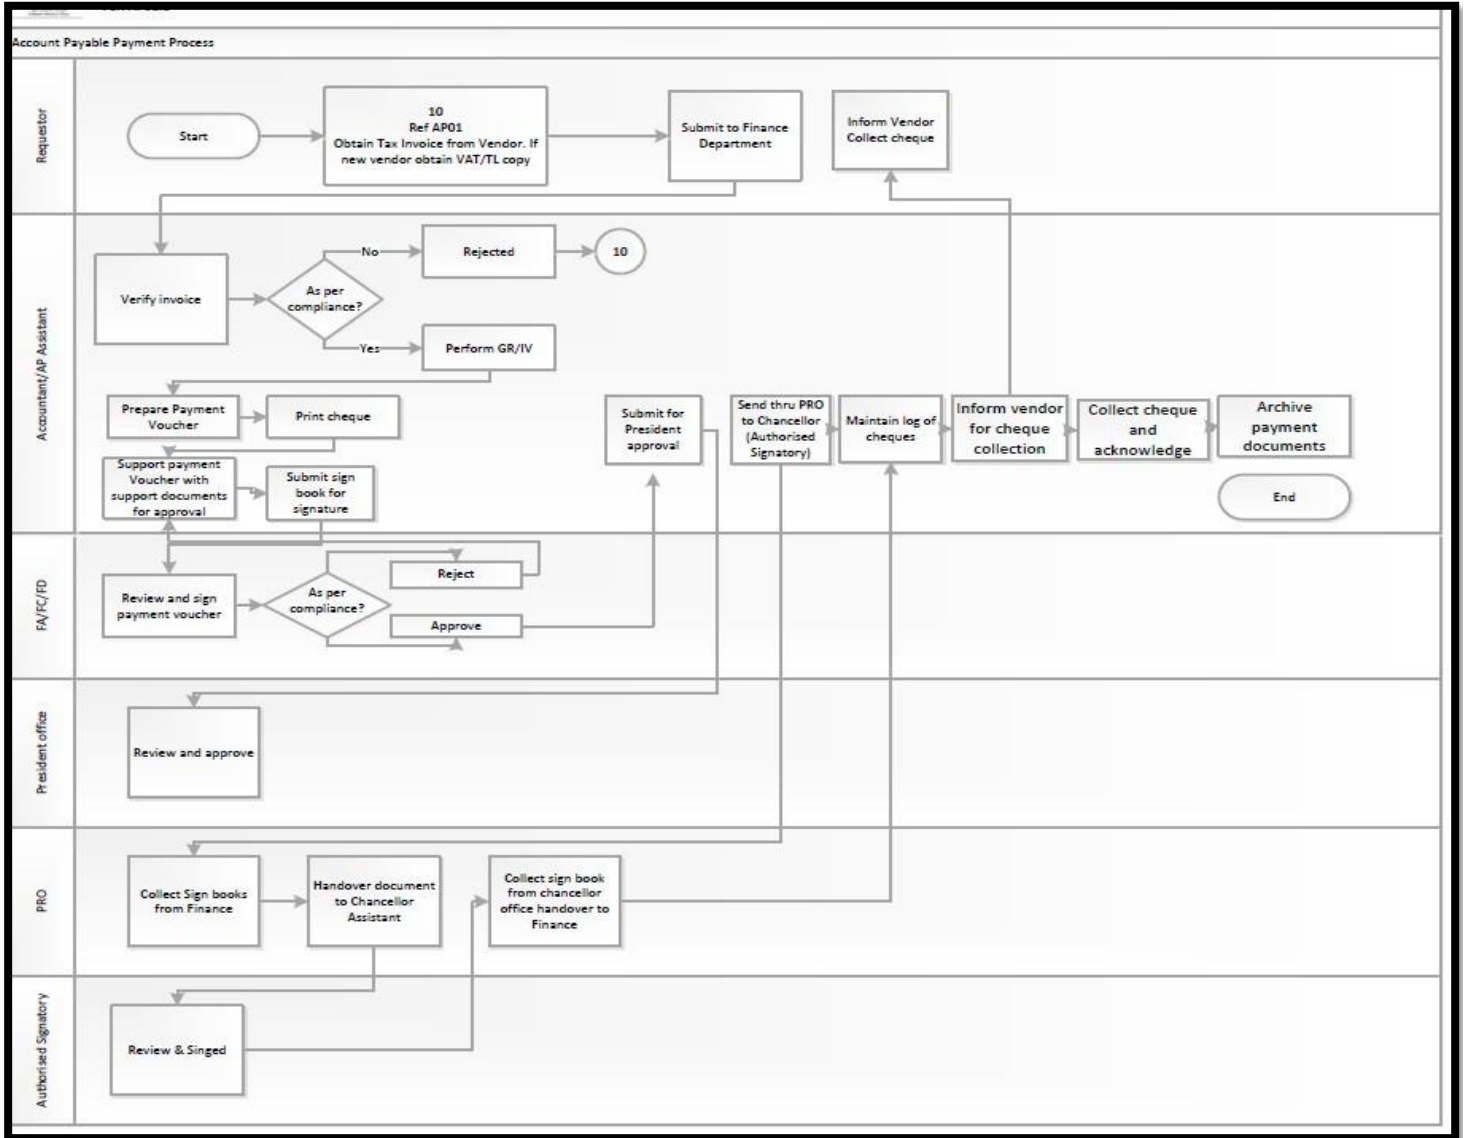 Account Payable Payment Process
Requestor
Start
10
Ref AP01
Obtain Tax Invoice from Vendor. If
new vendor obtain VAT/TL copy
Submit to Finance
Department
Inform Vendor
Collect cheque
Accountant/AP Assistant
Verify invoice
As per
compliance?
No
Rejected
10
Yes
Perform GR/IV
Prepare Payment
Voucher
Print cheque
Support payment
Voucher with
support documents
for approval
Submit sign
book for
signature
Submit for
President
approval
Send thru PRO
to Chancellor
(Authorised
Signatory)
Maintain log of
cheques
Inform vendor
for cheque
collection
Collect cheque
and
acknowledge
Archive
payment
documents
End
FA/FC/FD
Review and sign
payment voucher
As per
compliance?
Reject
Approve
President office
Review and approve
PRO
Collect Sign books
from Finance
Handover document
to Chancellor
Assistant
Collect sign book
from chancellor
office handover to
Finance
Authorised Signatory
Review & Singed